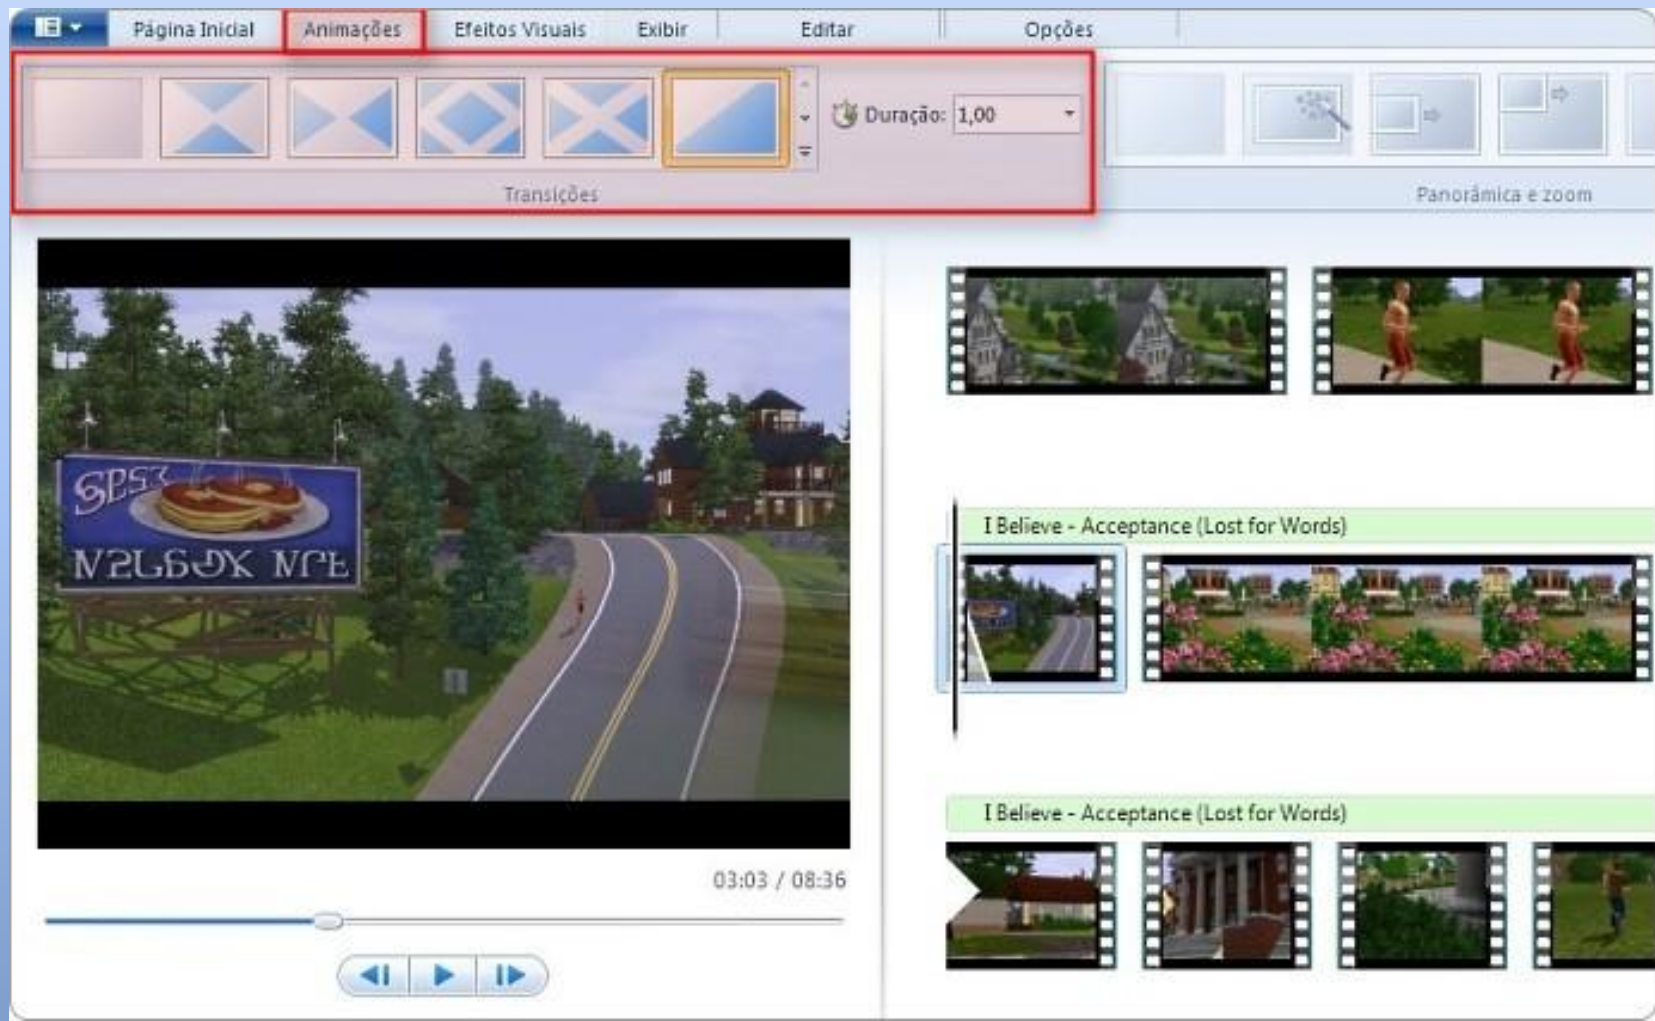 Página Inicial
Animações
Efeitos Visuais
Exibir
Editar
Opções
Duração: 1,00
Transições
Panorâmica e zoom
I Believe - Acceptance (Lost for Words)
03:03 / 08:36
I Believe - Acceptance (Lost for Words)